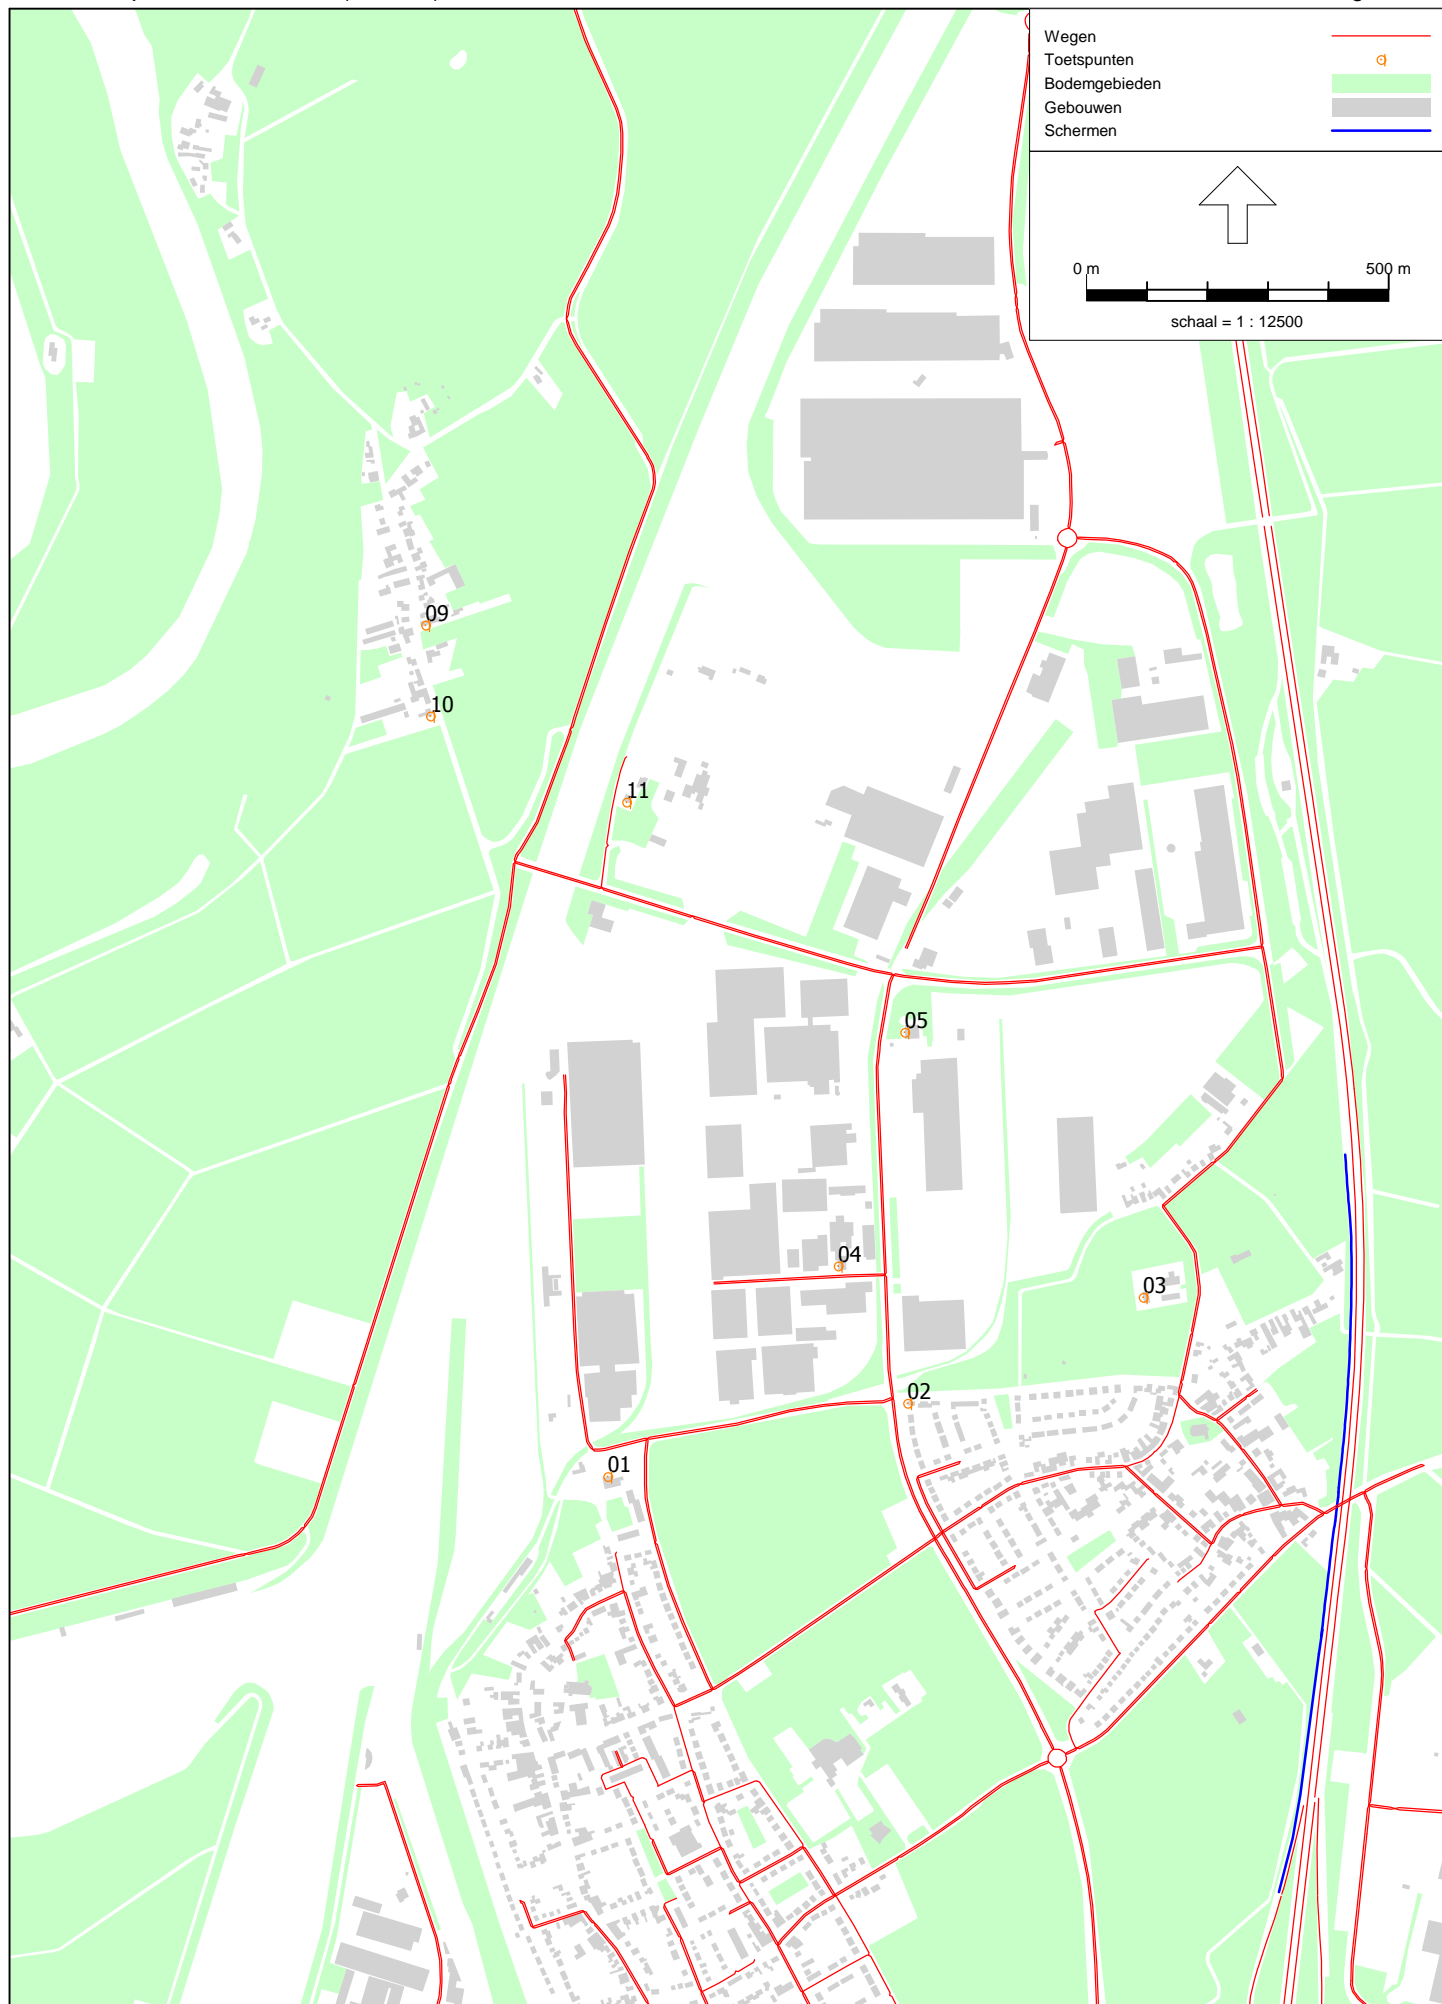 Wegen
Toetspunten
Bodemgebieden
Gebouwen
Schermen
0 m 500 m
schaal = 1 : 12500
09
10
11
05
04
03
02
01